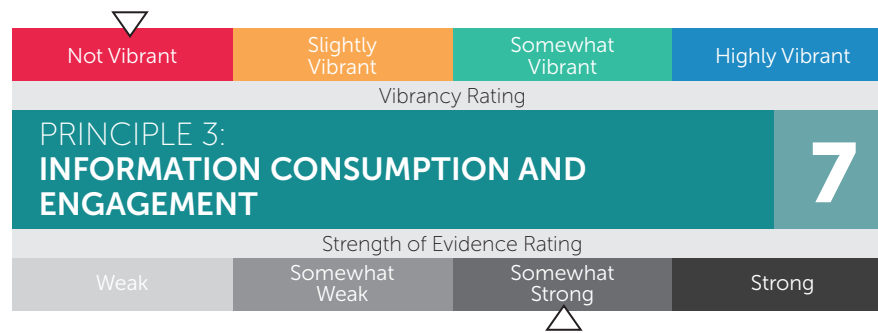 Not Vibrant
Slightly
Vibrant
Somewhat
Vibrant
Highly Vibrant
Vibrancy Rating
PRINCIPLE 3:
INFORMATION CONSUMPTION AND
ENGAGEMENT
7
Strength of Evidence Rating
Weak
Somewhat
Weak
Somewhat
Strong
Strong